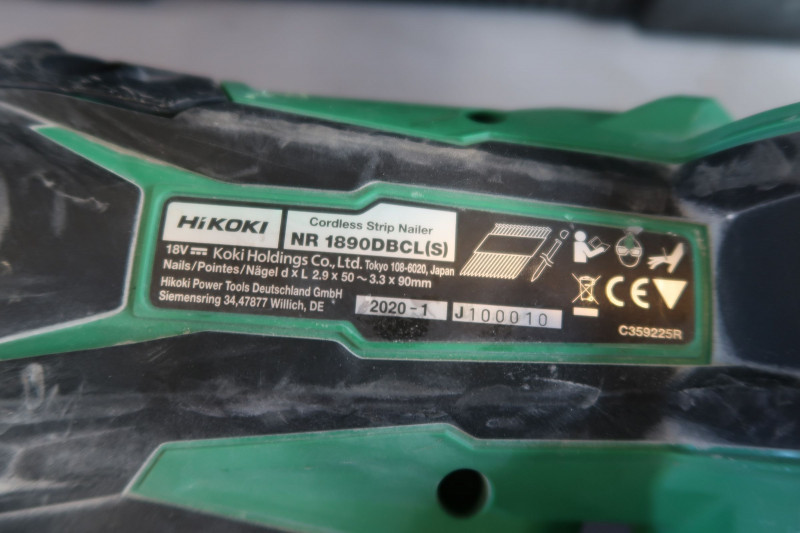 HiKOKI
Cordless Strip Nailer
NR 1890DBCL(S)
18V⎓ Koki Holdings Co., Ltd. Tokyo 108-6020, Japan
Nails/Pointes/Nägel d x L 2.9 x 50 ~ 3.3 x 90mm
Hikoki Power Tools Deutschland GmbH
Siemensring 34,47877 Willich, DE
2020-1
J100010
CE
C359225R